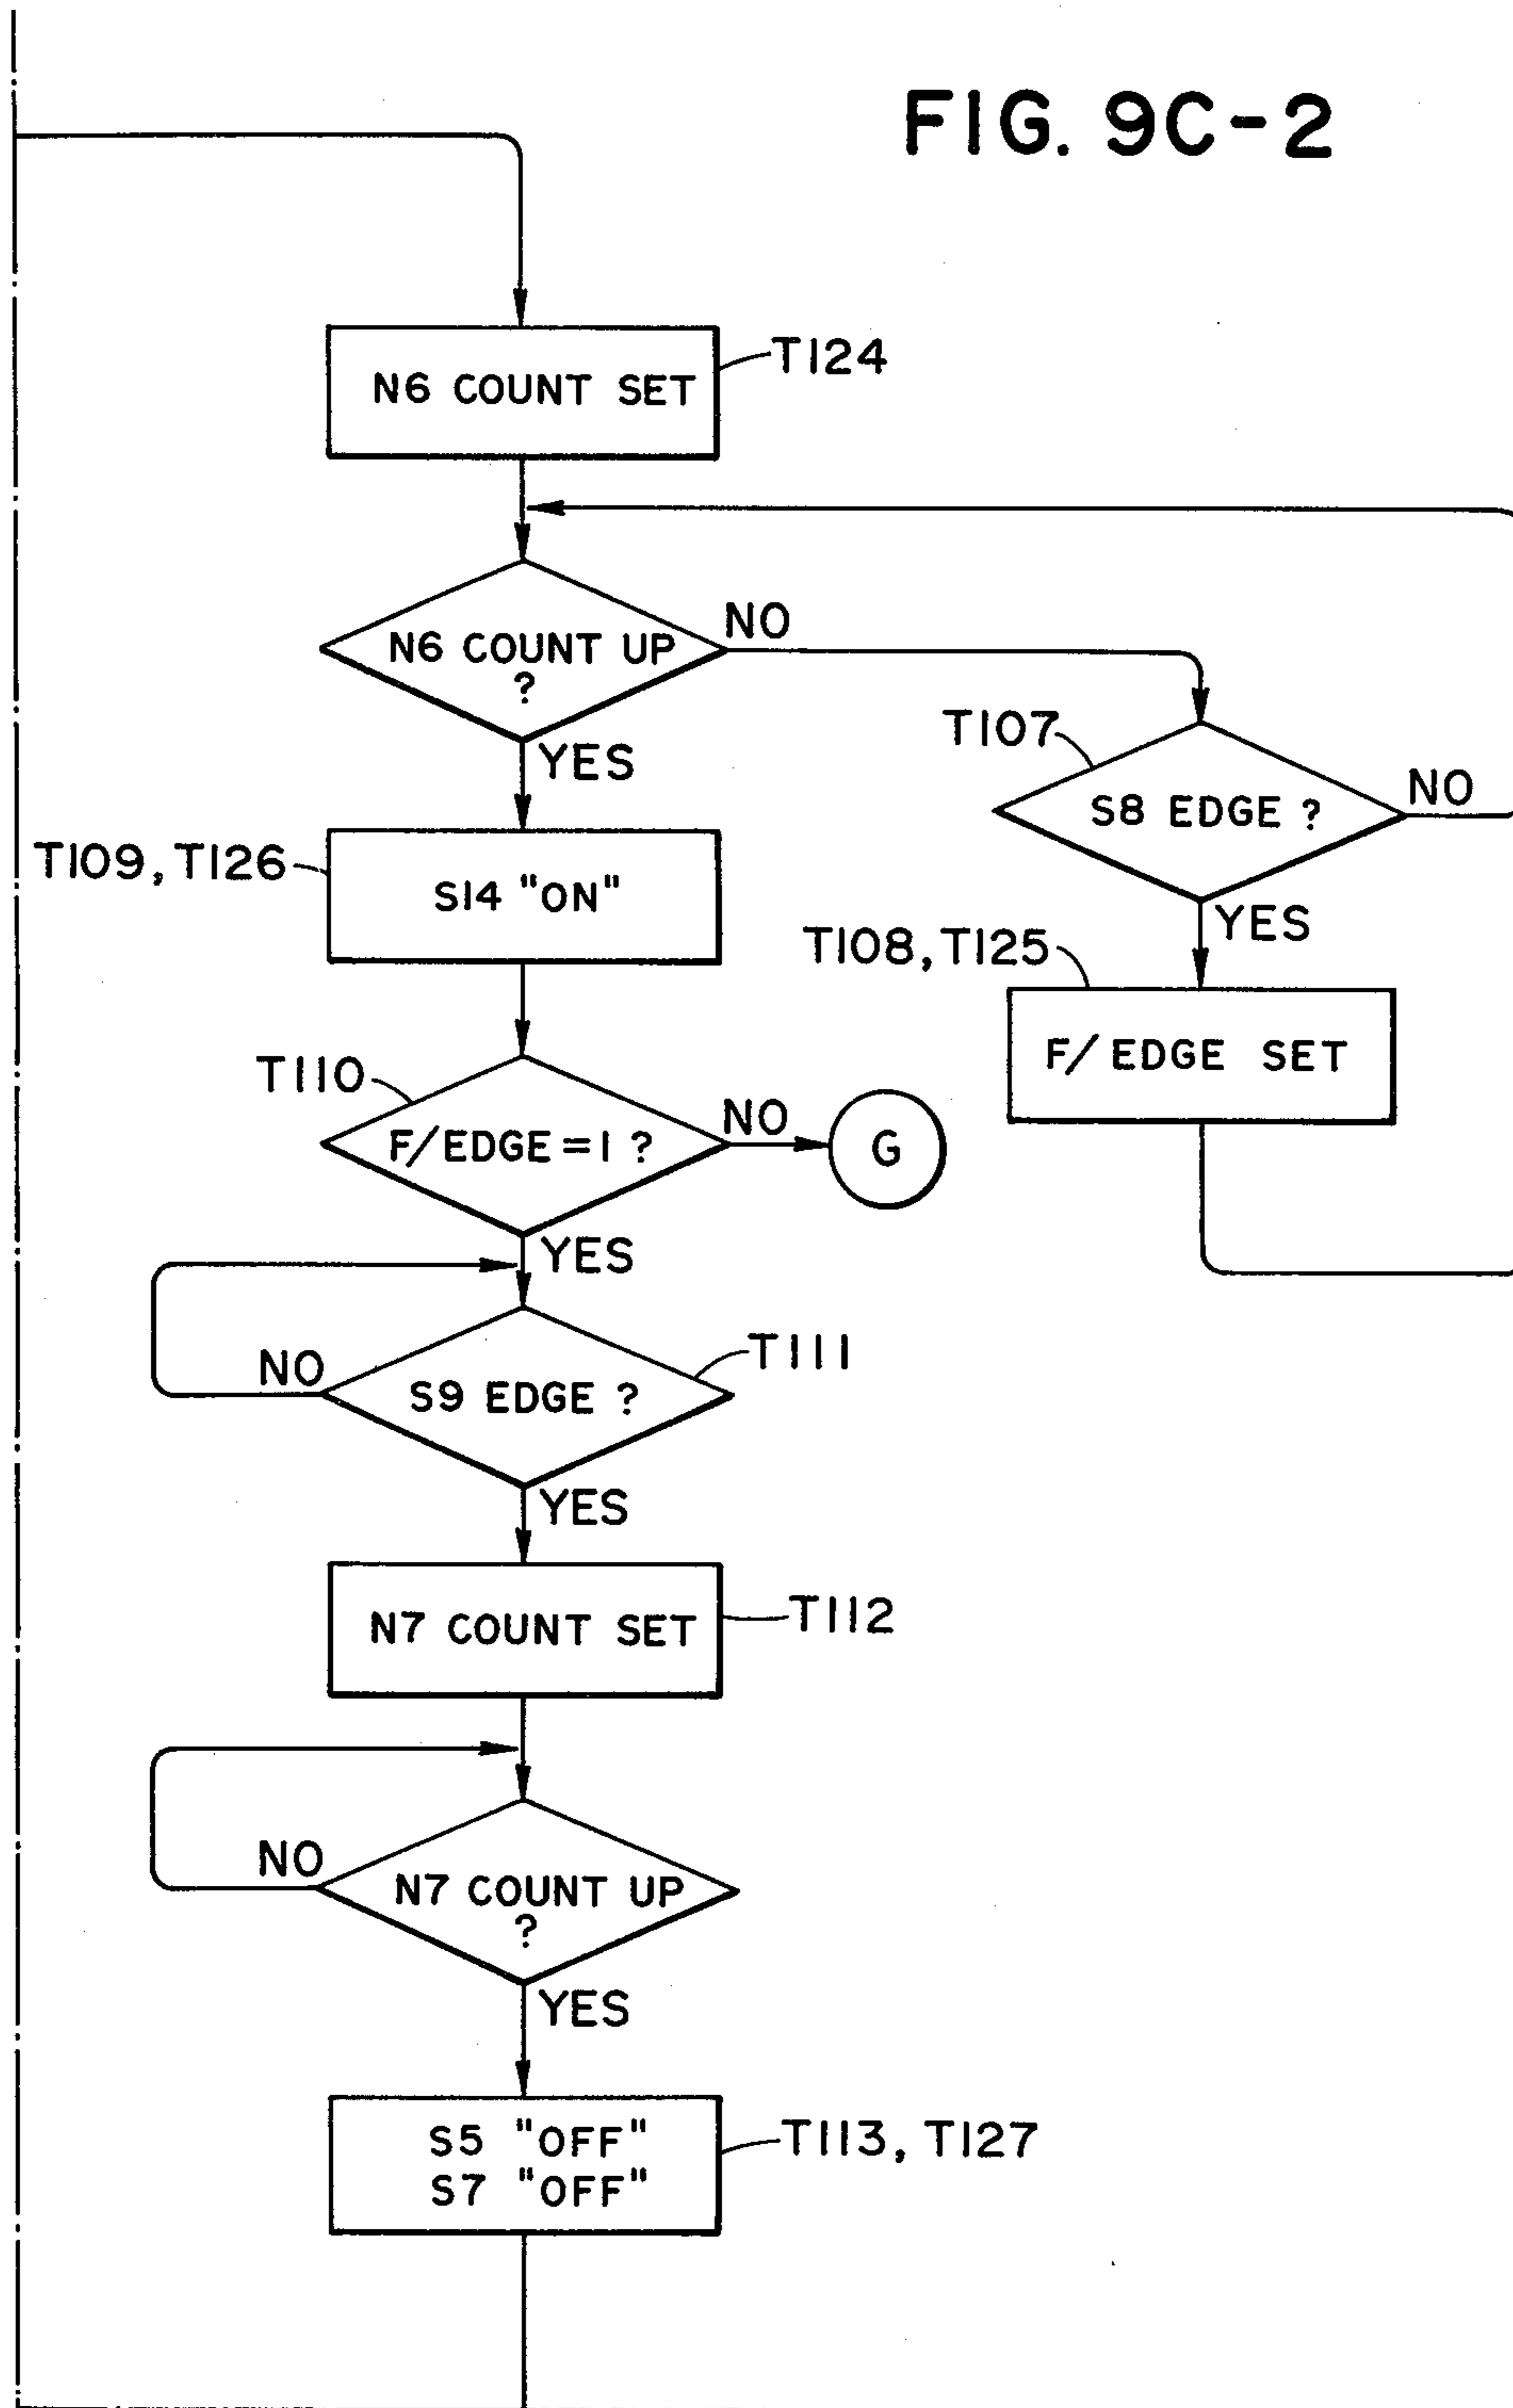 FIG. 9C-2
T124
N6 COUNT SET
N6 COUNT UP
?
NO
YES
T107
S8 EDGE ?
NO
YES
T109, T126
S14 "ON"
T108, T125
F/EDGE SET
T110
F/EDGE = 1 ?
NO
G
YES
T111
S9 EDGE ?
NO
YES
N7 COUNT SET
T112
N7 COUNT UP
?
NO
YES
S5 "OFF"
S7 "OFF"
T113, T127